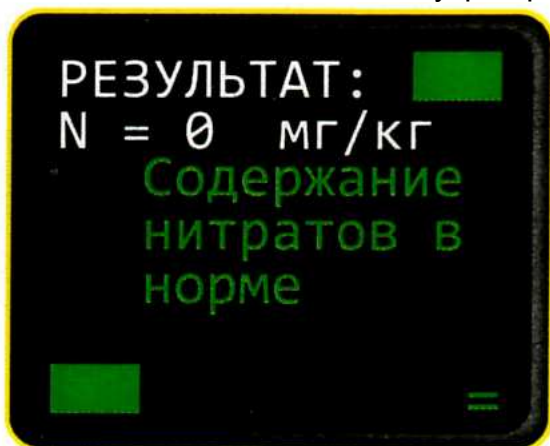 РЕЗУЛЬТАТ:
N = 0 мг/кг
Содержание
нитратов в
норме
=